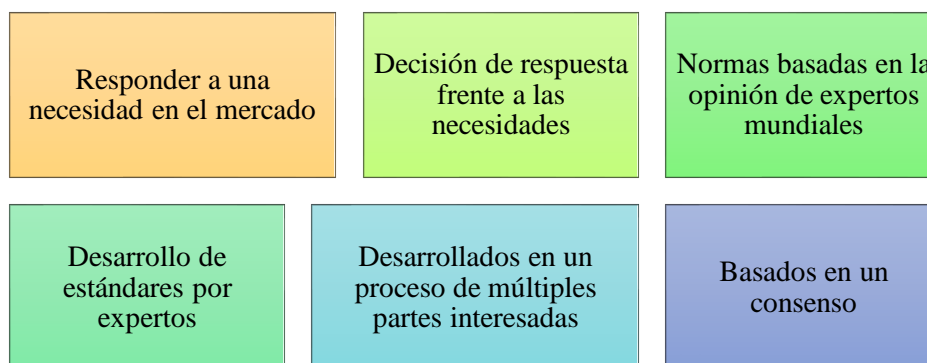 Responder a una
necesidad en el mercado
Decisión de respuesta
frente a las
necesidades
Normas basadas en la
opinión de expertos
mundiales
Desarrollo de
estándares por
expertos
Desarrollados en un
proceso de múltiples
partes interesadas
Basados en un
consenso